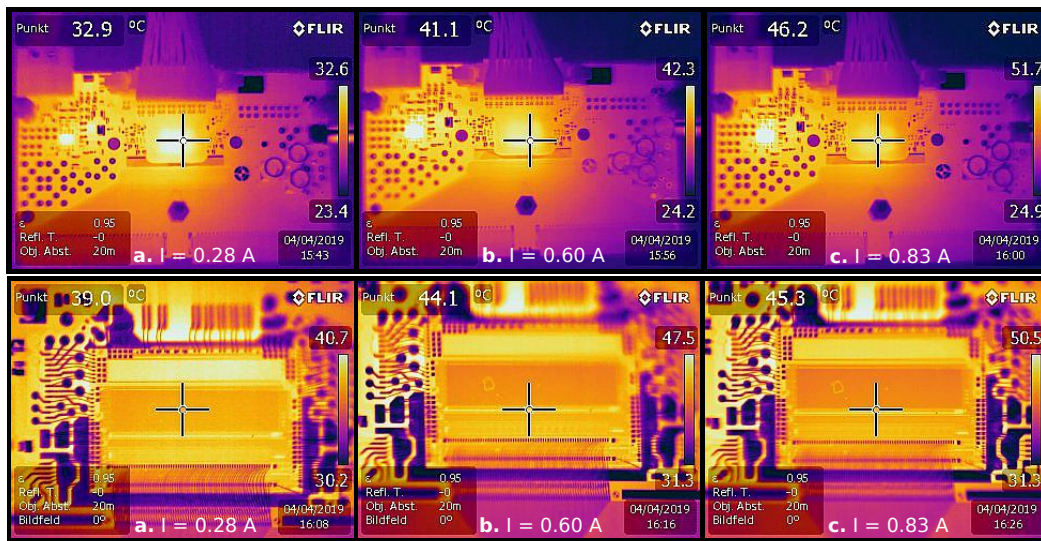 Punkt 32.9 °C FLIR
32.6
23.4
ε 0.95
Refl. T. -0
Obj. Abst. 20m
04/04/2019
15:43
a. I = 0.28 A
Punkt 41.1 °C FLIR
42.3
24.2
ε 0.95
Refl. T. -0
Obj. Abst. 20m
04/04/2019
15:56
b. I = 0.60 A
Punkt 46.2 °C FLIR
51.7
24.9
ε 0.95
Refl. T. -0
Obj. Abst. 20m
04/04/2019
16:00
c. I = 0.83 A
Punkt 39.0 °C FLIR
40.7
30.2
ε 0.95
Refl. T. -0
Obj. Abst. 20m
Bildfeld 0º
04/04/2019
16:08
a. I = 0.28 A
Punkt 44.1 °C FLIR
47.5
31.3
ε 0.95
Refl. T. -0
Obj. Abst. 20m
Bildfeld 0º
04/04/2019
16:16
b. I = 0.60 A
Punkt 45.3 °C FLIR
50.5
31.3
ε 0.95
Refl. T. -0
Obj. Abst. 20m
Bildfeld 0º
04/04/2019
16:26
c. I = 0.83 A